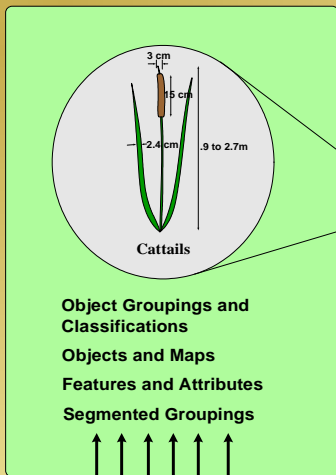 3 cm
15 cm
2.4 cm
.9 to 2.7m
Cattails
Object Groupings and
Classifications
Objects and Maps
Features and Attributes
Segmented Groupings